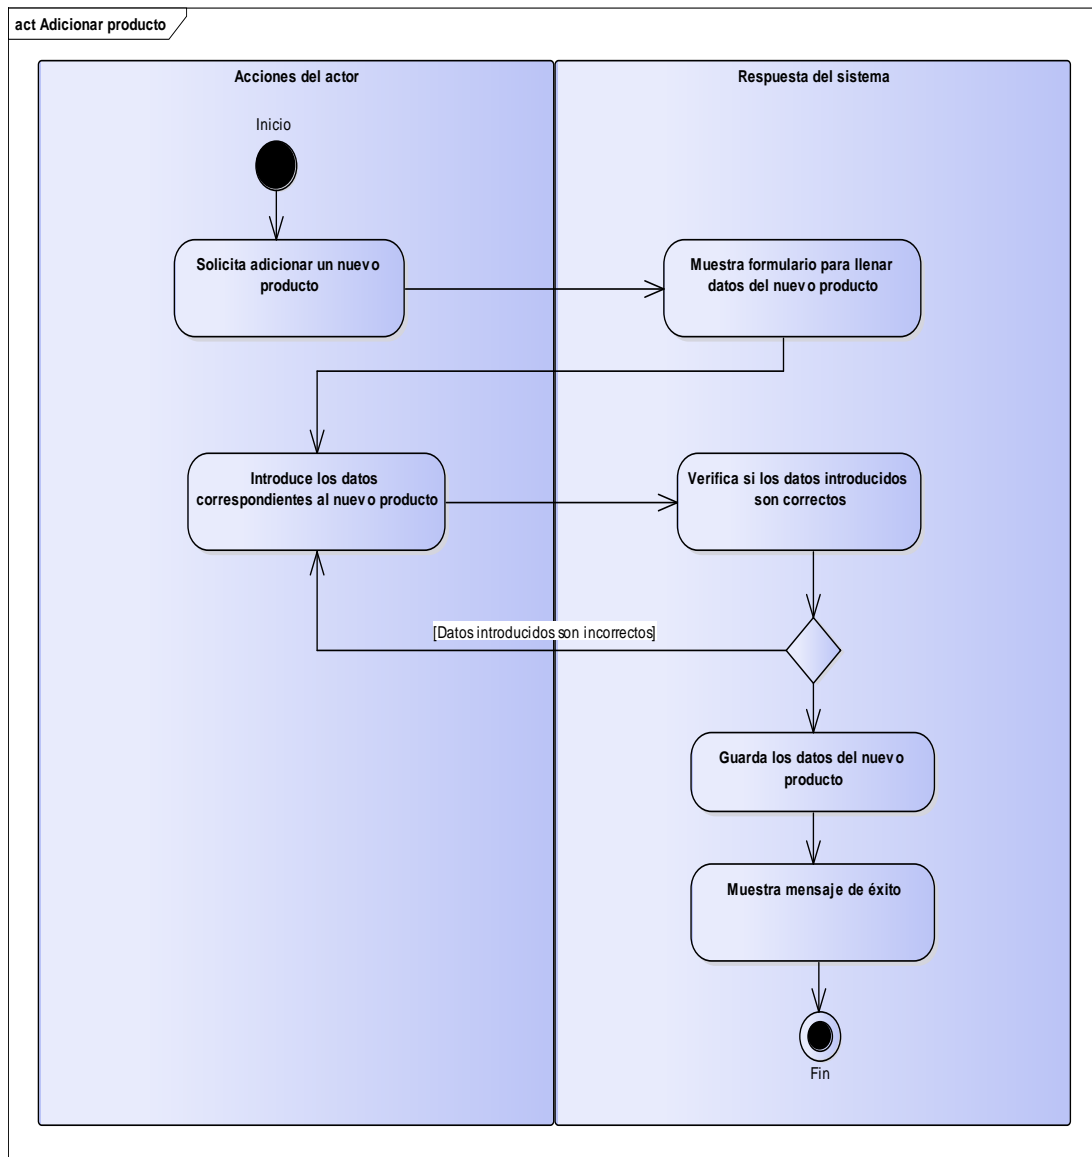 act Adicionar producto
Acciones del actor
Respuesta del sistema
Inicio
Solicita adicionar un nuevo
producto
Muestra formulario para llenar
datos del nuevo producto
Introduce los datos
correspondientes al nuevo producto
Verifica si los datos introducidos
son correctos
[Datos introducidos son incorrectos]
Guarda los datos del nuevo
producto
Muestra mensaje de éxito
Fin